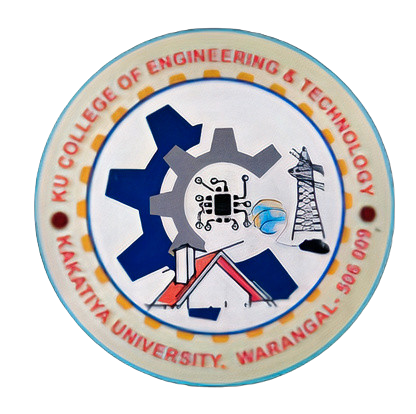 KU COLLEGE OF ENGINEERING & TECHNOLOGY
KAKATIYA UNIVERSITY, WARANGAL- 506 009,